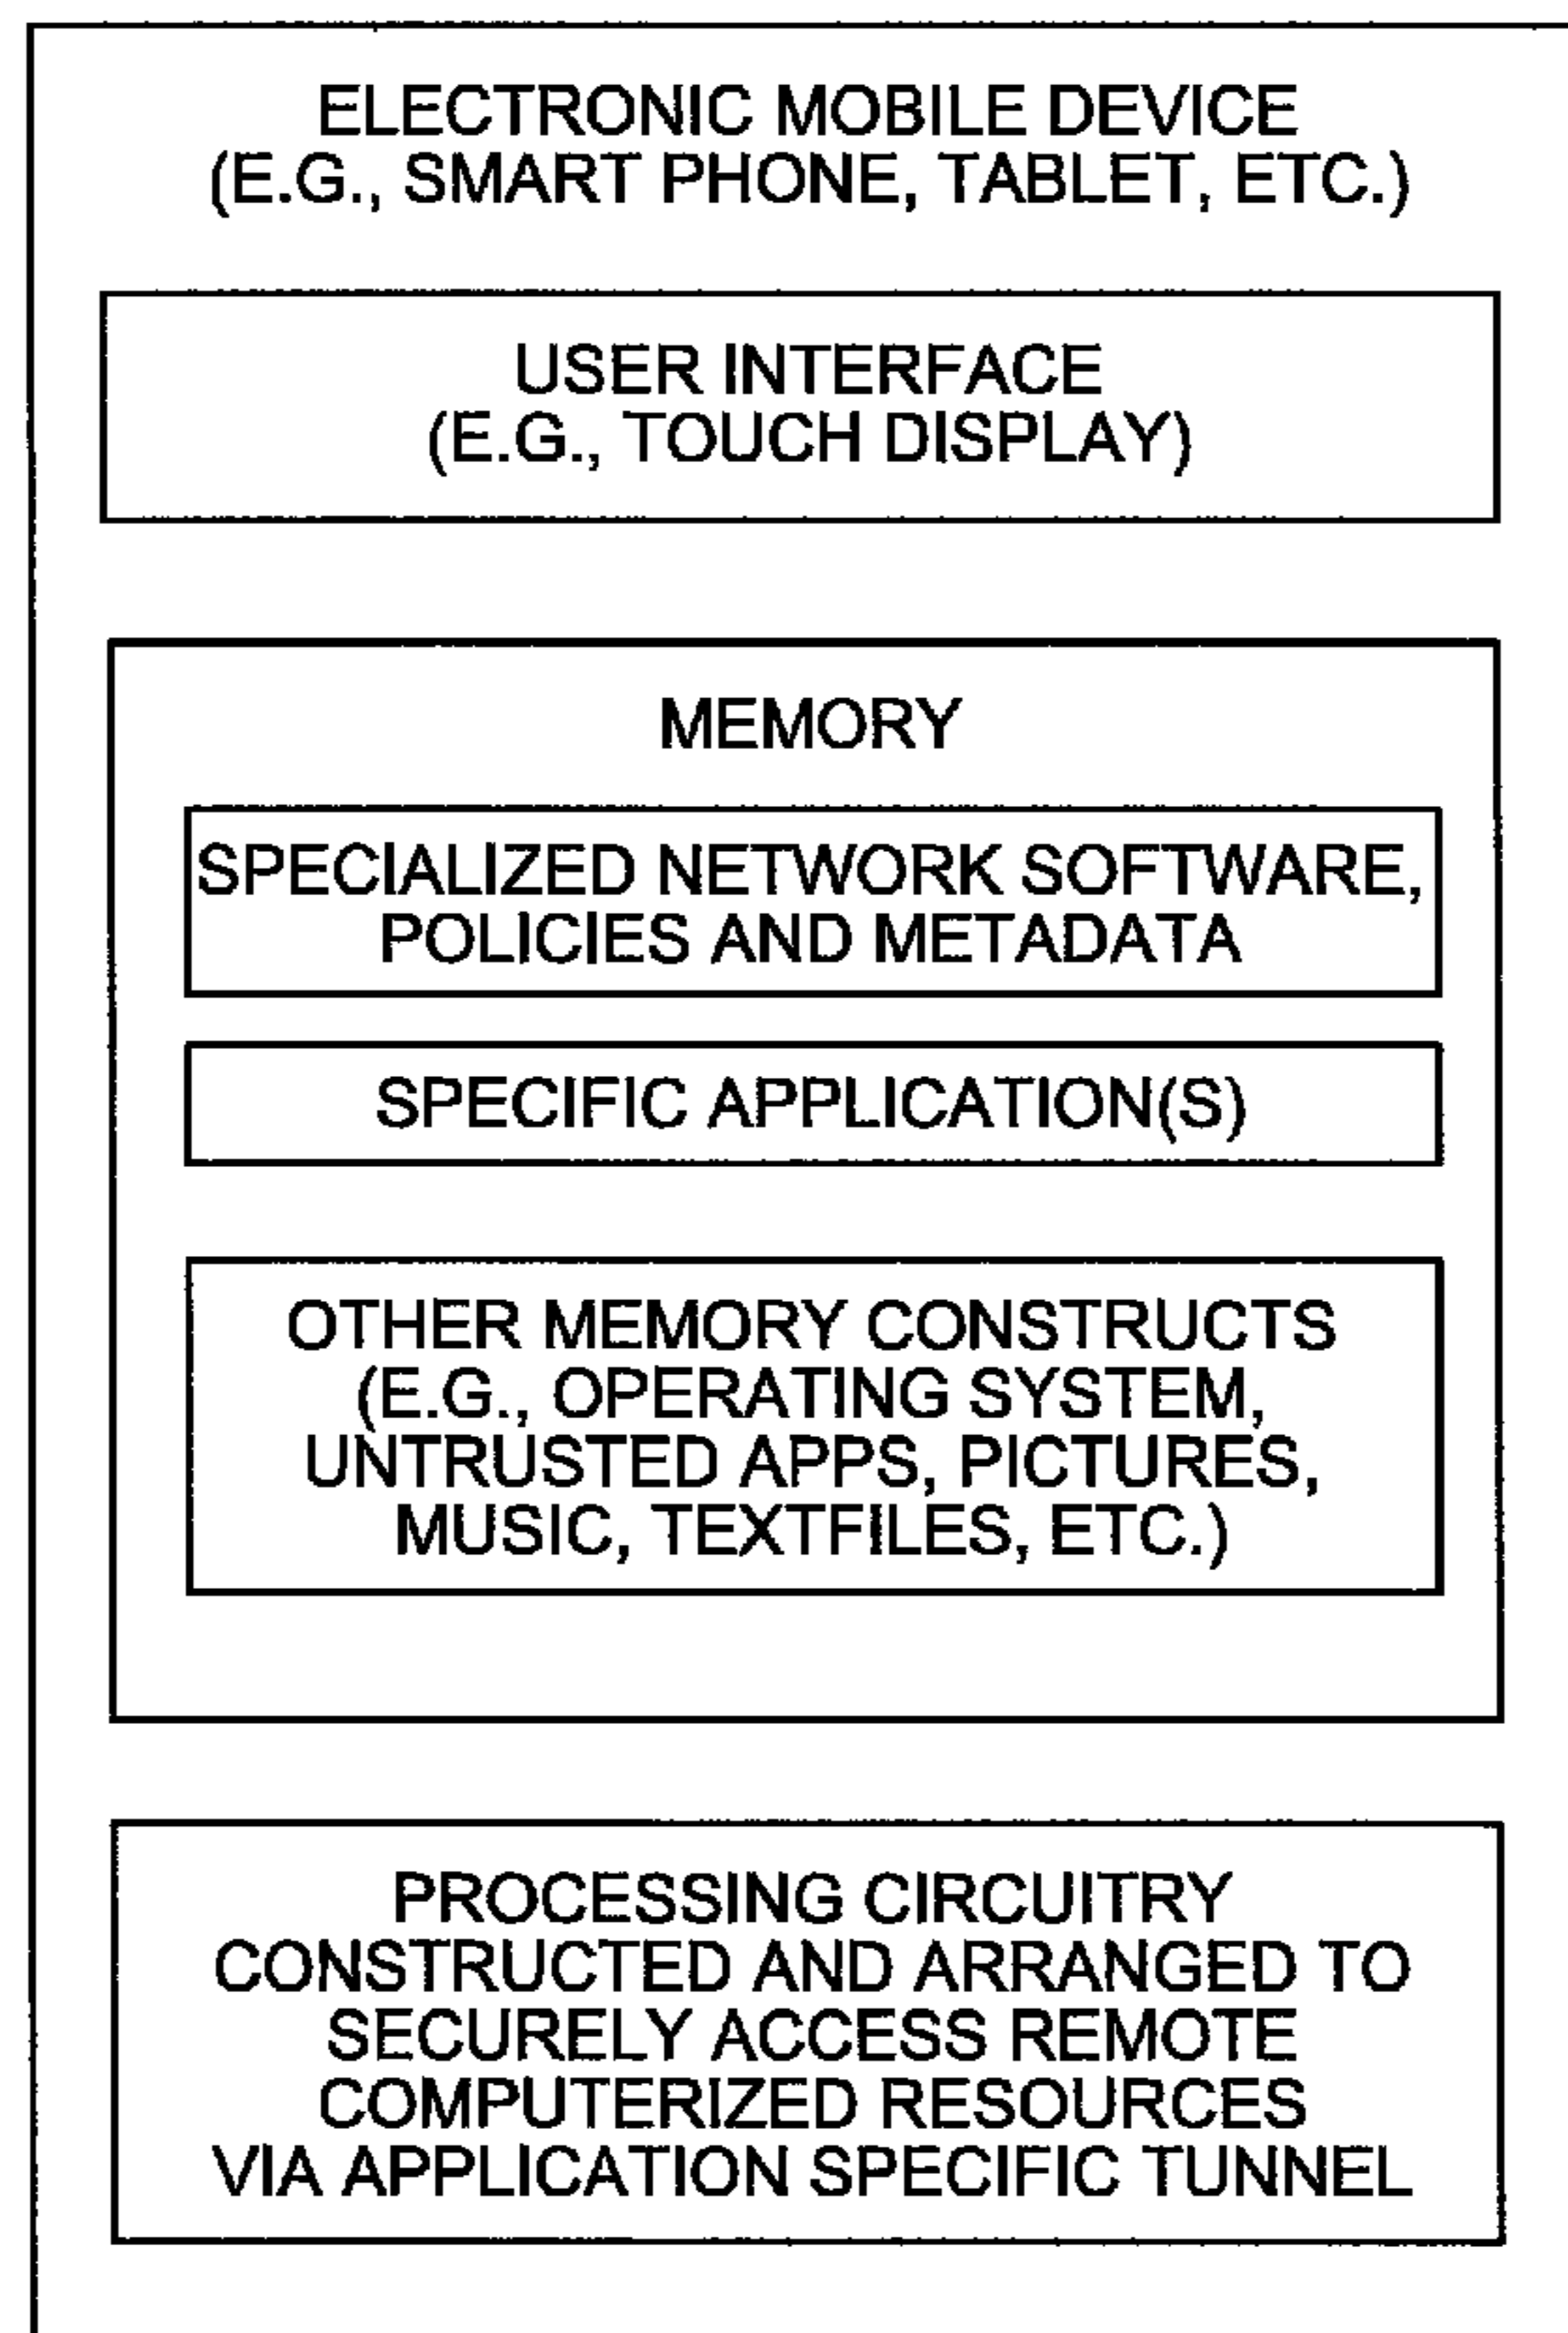 ELECTRONIC MOBILE DEVICE
(E.G., SMART PHONE, TABLET, ETC.)
USER INTERFACE
(E.G., TOUCH DISPLAY)
MEMORY
SPECIALIZED NETWORK SOFTWARE,
POLICIES AND METADATA
SPECIFIC APPLICATION(S)
OTHER MEMORY CONSTRUCTS
(E.G., OPERATING SYSTEM,
UNTRUSTED APPS, PICTURES,
MUSIC, TEXTFILES, ETC.)
PROCESSING CIRCUITRY
CONSTRUCTED AND ARRANGED TO
SECURELY ACCESS REMOTE
COMPUTERIZED RESOURCES
VIA APPLICATION SPECIFIC TUNNEL